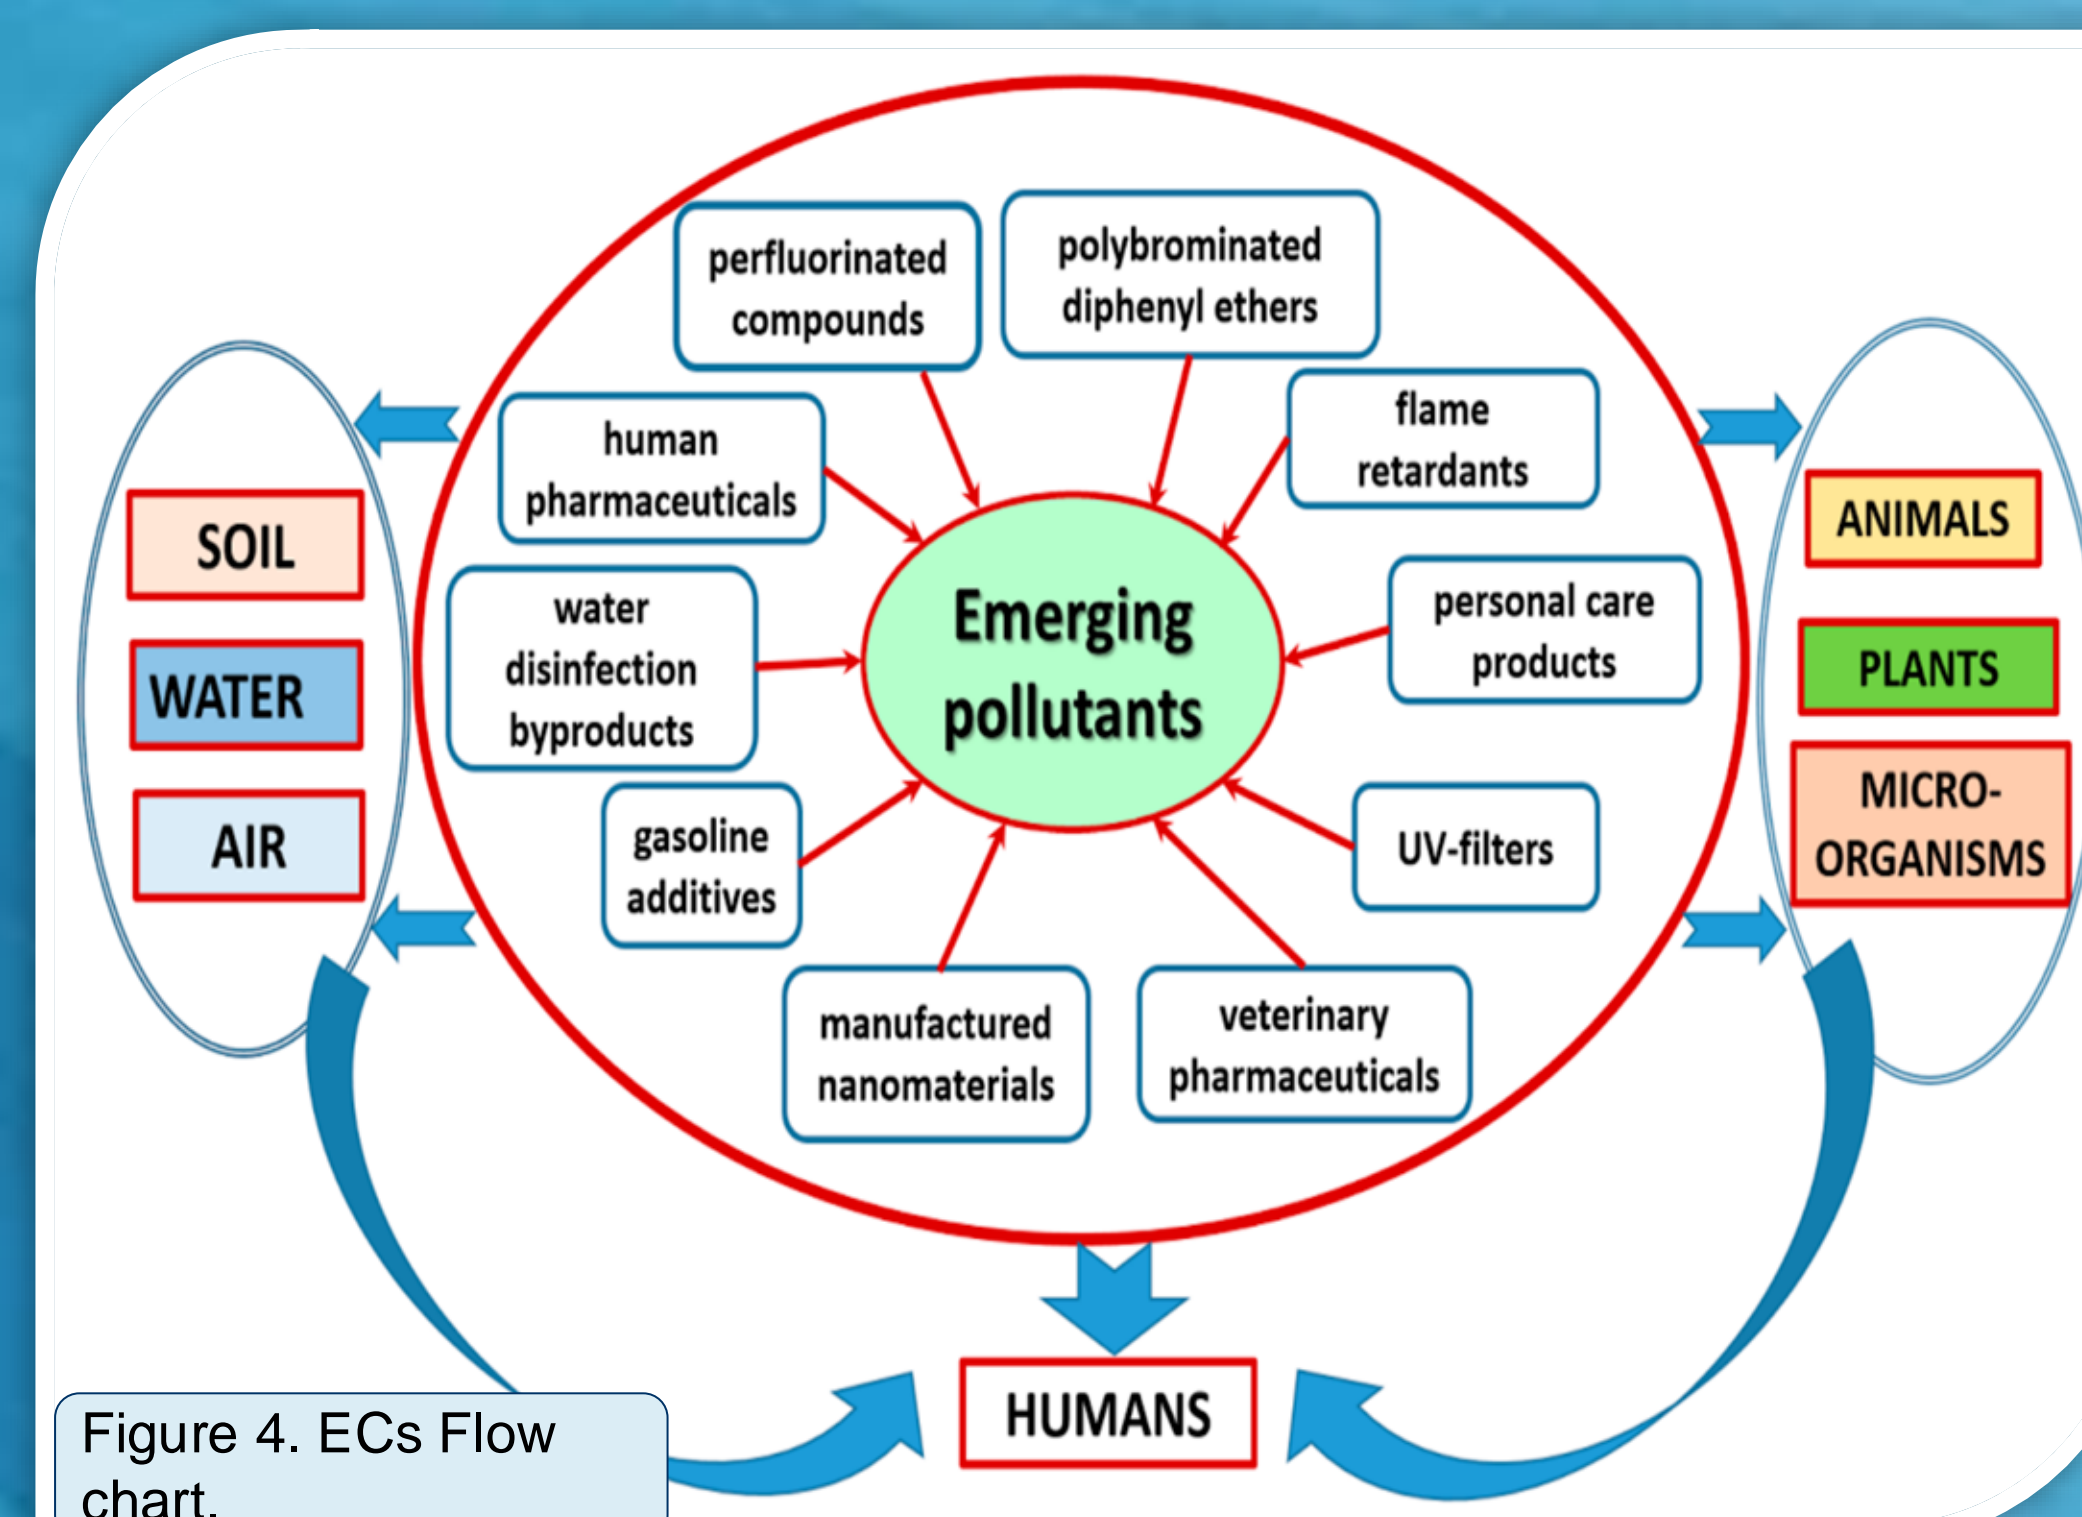 perfluorinated
compounds
polybrominated
diphenyl ethers
human
pharmaceuticals
flame
retardants
water
disinfection
byproducts
Emerging
pollutants
personal care
products
gasoline
additives
UV-filters
manufactured
nanomaterials
veterinary
pharmaceuticals
SOIL
WATER
AIR
ANIMALS
PLANTS
MICRO-
ORGANISMS
HUMANS
Figure 4. ECs Flow
chart.